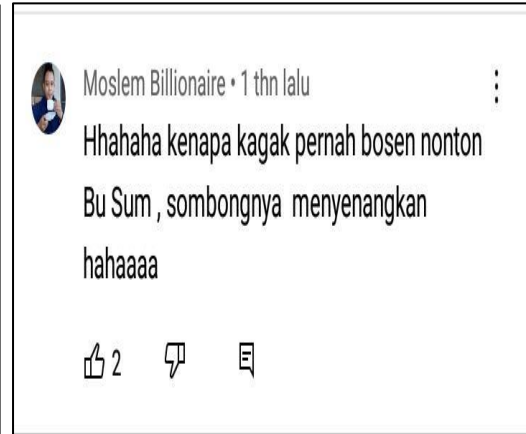 Moslem Billionaire • 1 thn lalu
Hhahaha kenapa kagak pernah bosen nonton
Bu Sum , sombongnya menyenangkan
hahaaaa
2